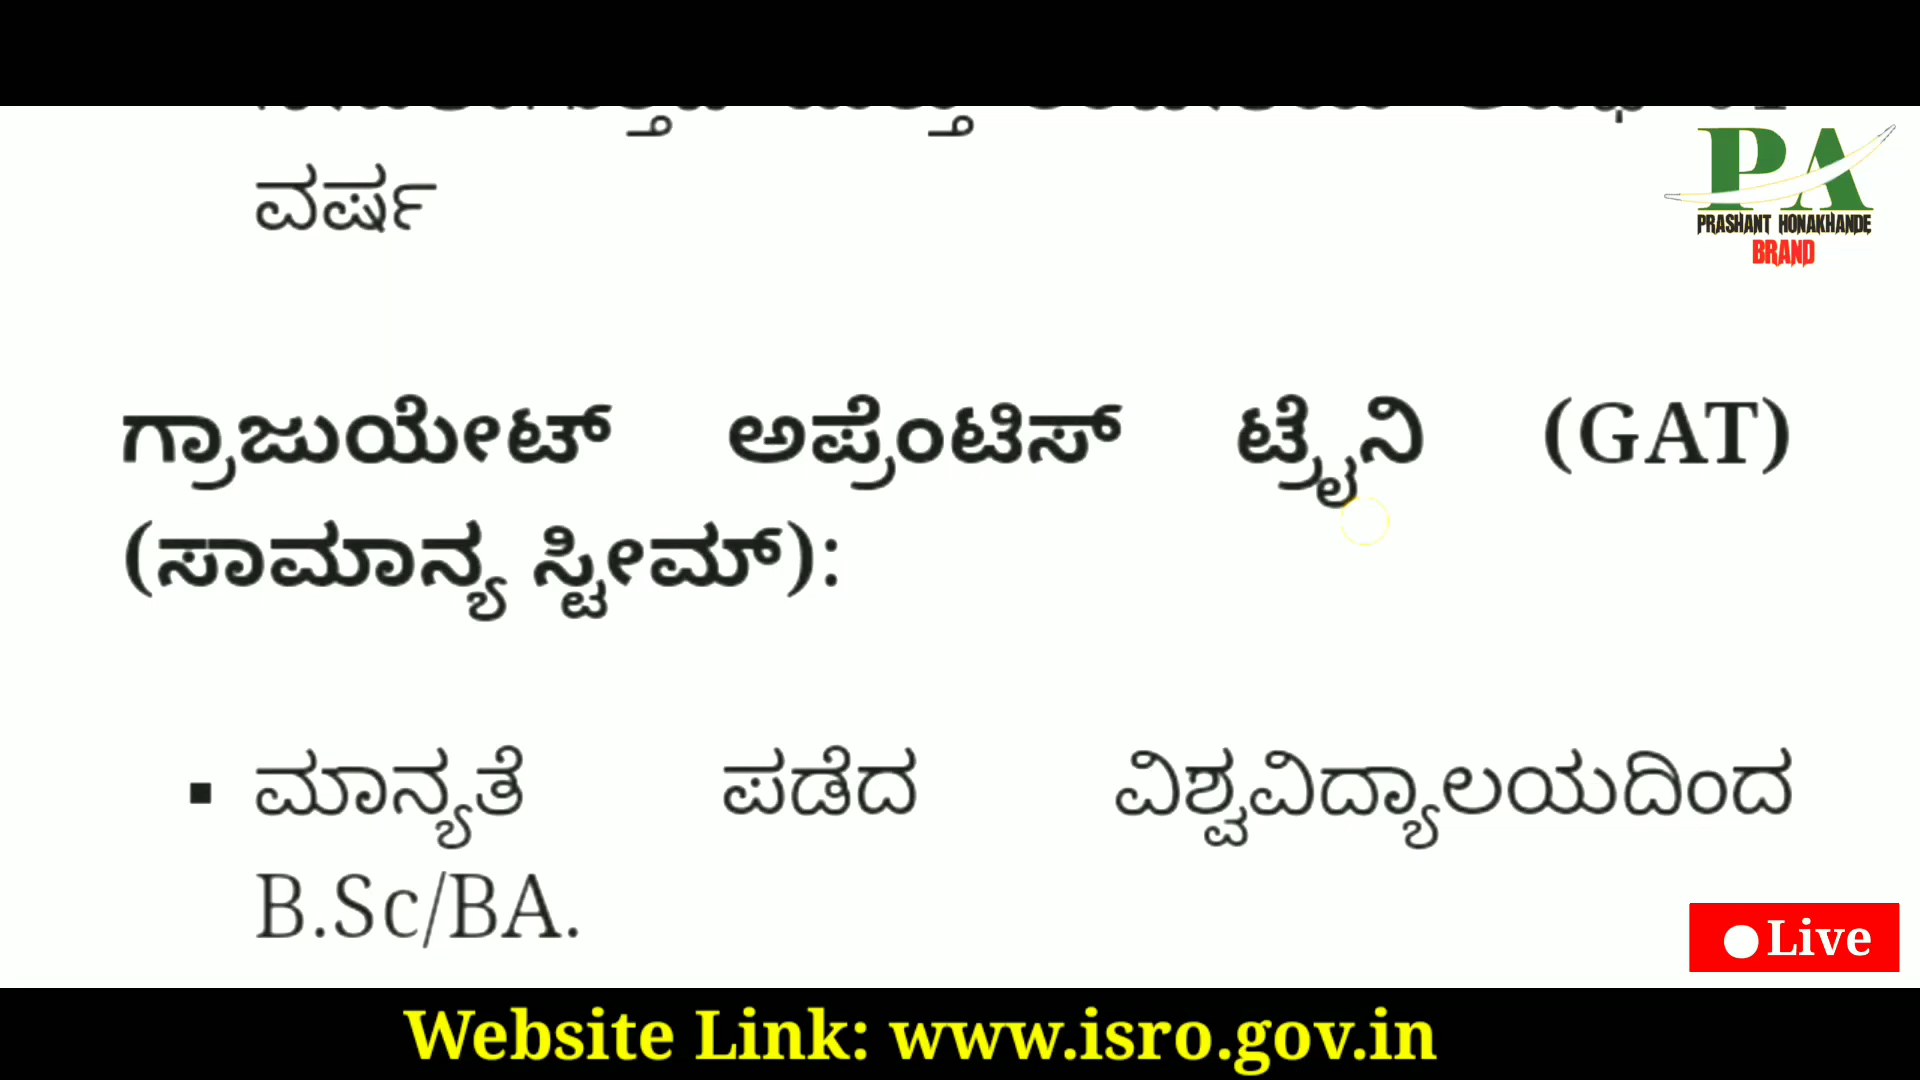 ವರ್ಷ
PA
PRASHANT HONAKHANDE
BRAND
ಗ್ರಾಜುಯೇಟ್ ಅಪ್ರೆಂಟಿಸ್ ಟ್ರೈನಿ (GAT)
(ಸಾಮಾನ್ಯ ಸ್ಟೀಮ್):
▪ ಮಾನ್ಯತೆ ಪಡೆದ ವಿಶ್ವವಿದ್ಯಾಲಯದಿಂದ
B.Sc/BA.
Live
Website Link: www.isro.gov.in